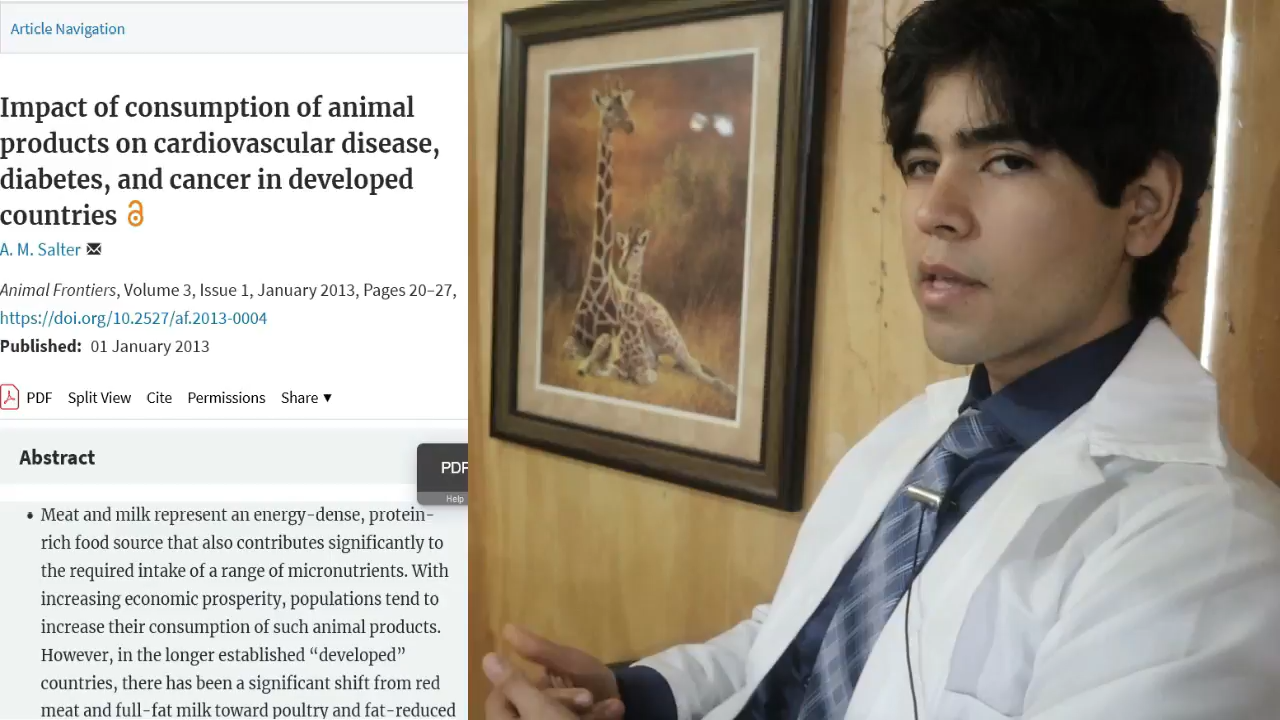 Article Navigation
Impact of consumption of animal
products on cardiovascular disease,
diabetes, and cancer in developed
countries
A. M. Salter
Animal Frontiers, Volume 3, Issue 1, January 2013, Pages 20–27,
https://doi.org/10.2527/af.2013-0004
Published: 01 January 2013
PDF Split View Cite Permissions Share ▼
Abstract
PDF
Help
• Meat and milk represent an energy-dense, protein-
rich food source that also contributes significantly to
the required intake of a range of micronutrients. With
increasing economic prosperity, populations tend to
increase their consumption of such animal products.
However, in the longer established “developed”
countries, there has been a significant shift from red
meat and full-fat milk toward poultry and fat-reduced